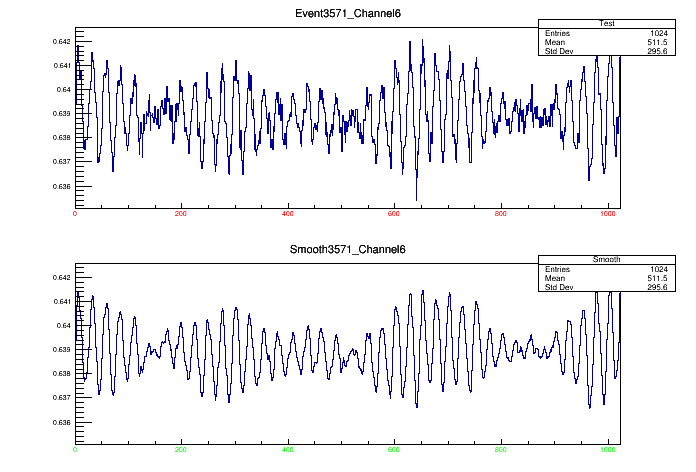 Event3571_Channel6
Test
Entries 1024
Mean 511.5
Std Dev 295.6
0.642
0.641
0.64
0.639
0.638
0.637
0.636
0 200 400 600 800 1000
Smooth3571_Channel6
Smooth
Entries 1024
Mean 511.5
Std Dev 295.6
0.642
0.641
0.64
0.639
0.638
0.637
0.636
0 200 400 600 800 1000